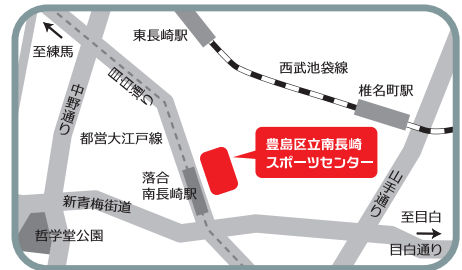 東長崎駅
至練馬
西武池袋線
目白通り
中野通り
椎名町駅
都営大江戸線
豊島区立南長崎
スポーツセンター
落合
南長崎駅
山手通り
新青梅街道
至目白
哲学堂公園
目白通り